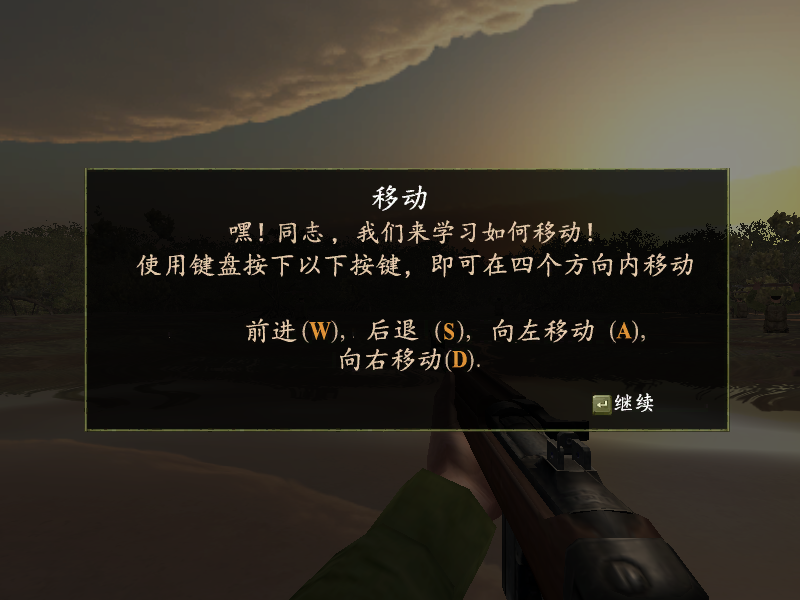 移动
嘿！同志，我们来学习如何移动！
使用键盘按下以下按键，即可在四个方向内移动
前进(W), 后退 (S), 向左移动 (A),
向右移动(D).
继续